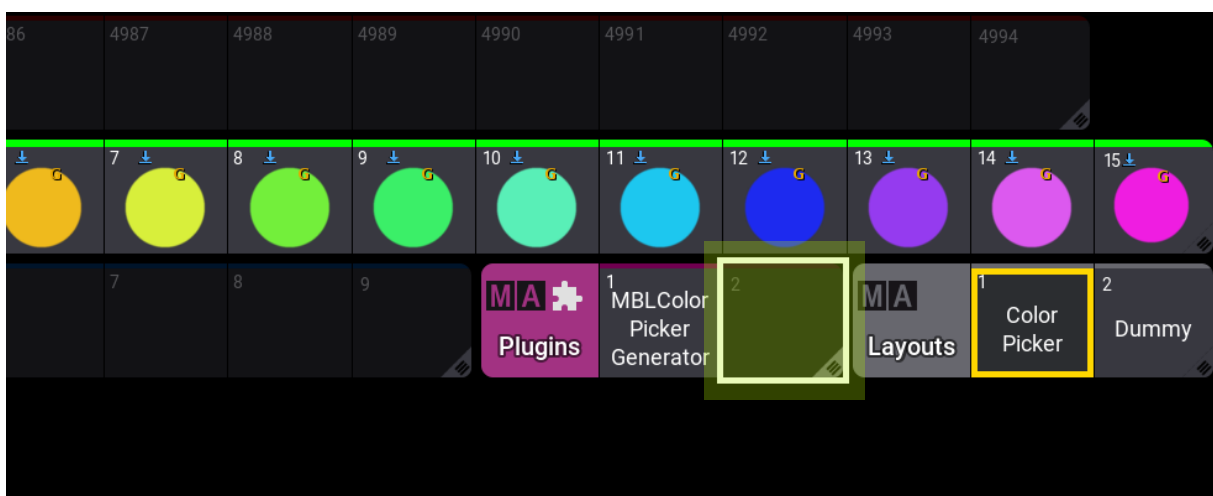 86 4987 4988 4989 4990 4991 4992 4993 4994
7 8 9 10 11 12 13 14 15
G G G G G G G G G G
7 8 9
MA
Plugins
1
MBLColor
Picker
Generator
2
MA
Layouts
1
Color
Picker
2
Dummy